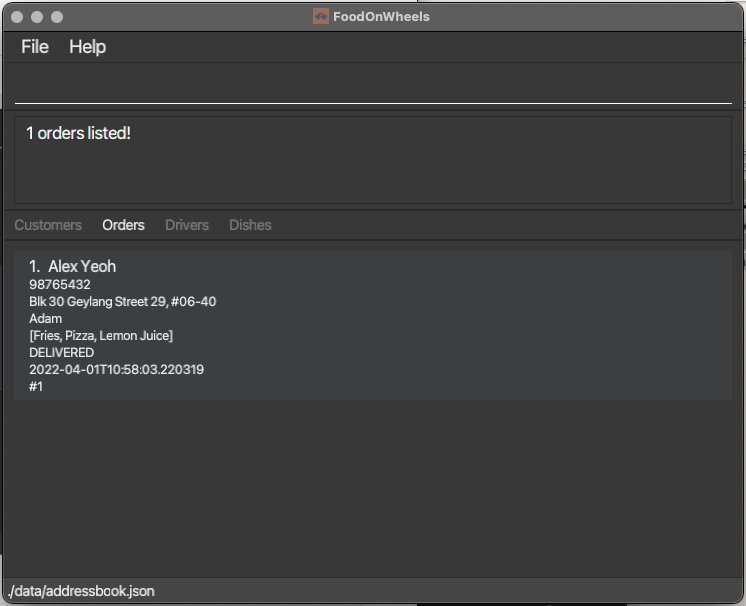 FoodOnWheels
File Help
1 orders listed!
Customers Orders Drivers Dishes
1. Alex Yeoh
98765432
Blk 30 Geylang Street 29, #06-40
Adam
[Fries, Pizza, Lemon Juice]
DELIVERED
2022-04-01T10:58:03.220319
#1
./data/addressbook.json